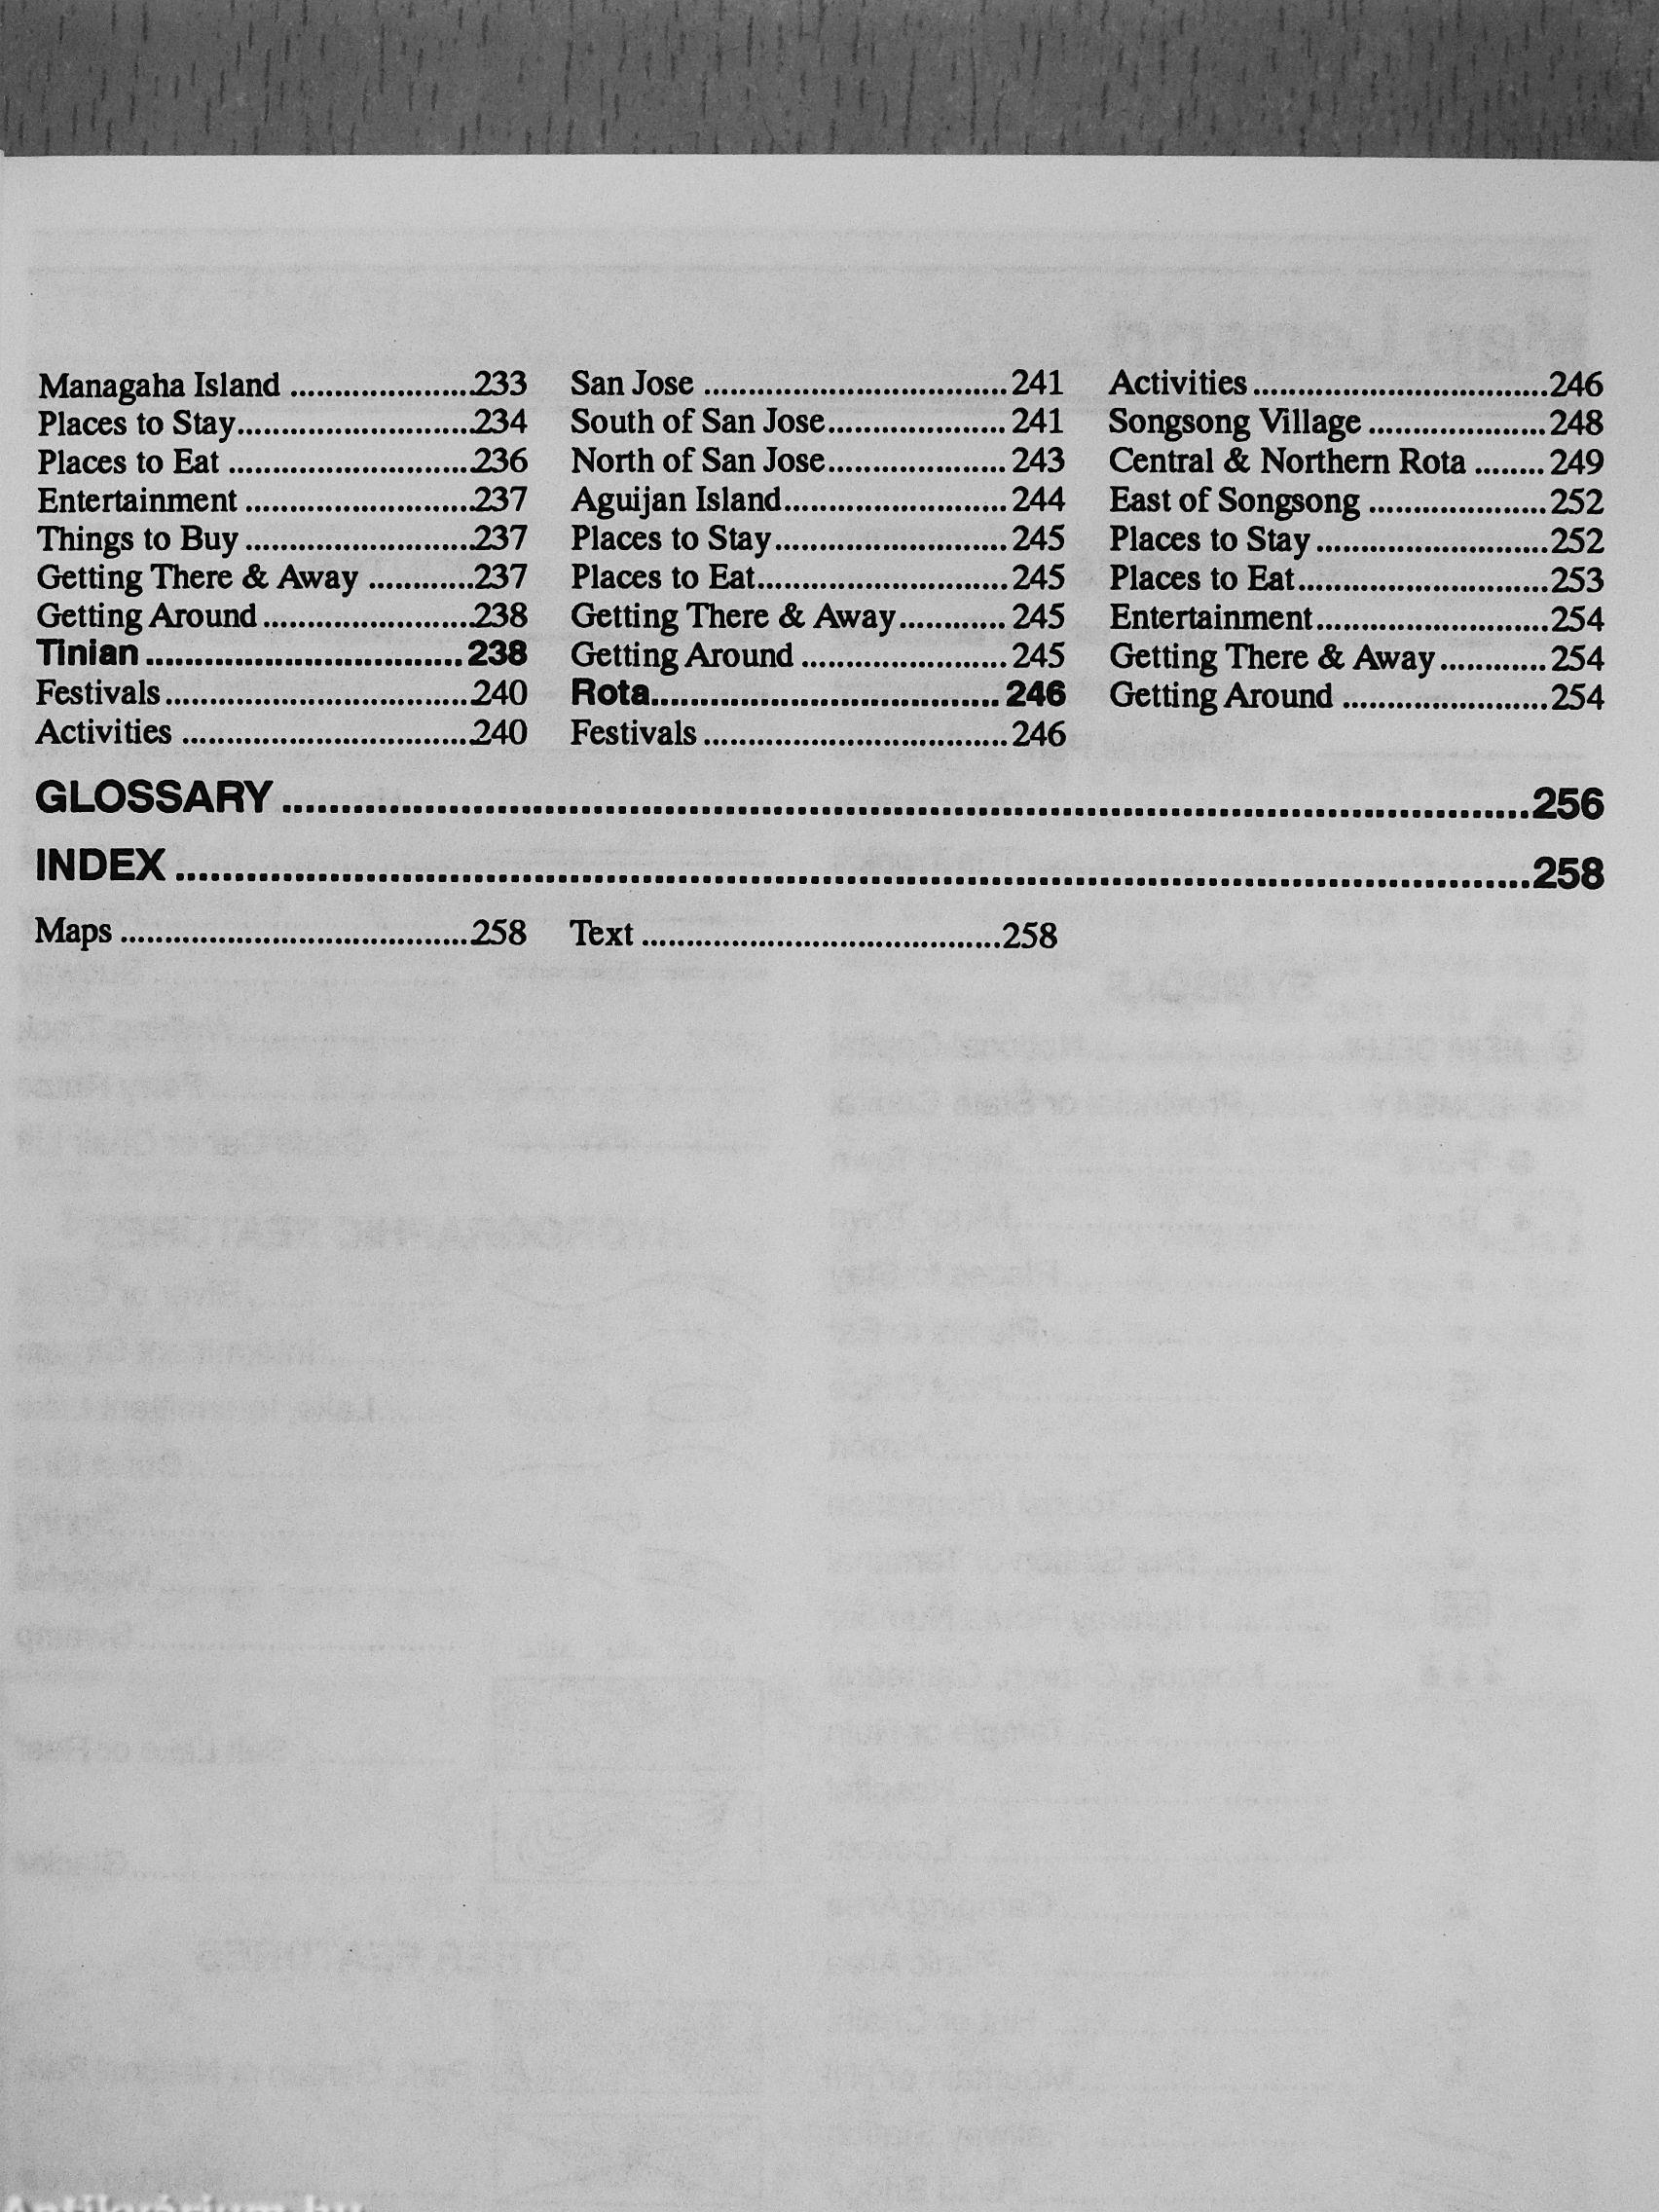 Managaha Island ....................233
Places to Stay..........................234
Places to Eat ..........................236
Entertainment .........................237
Things to Buy .........................237
Getting There & Away ............237
Getting Around .......................238
Tinian ................................238
Festivals ..................................240
Activities ................................240
San Jose .................................241
South of San Jose....................241
North of San Jose....................243
Aguijan Island.........................244
Places to Stay..........................245
Places to Eat............................245
Getting There & Away............245
Getting Around .......................245
Rota...................................246
Festivals ..................................246
Activities .................................246
Songsong Village ....................248
Central & Northern Rota ........249
East of Songsong ....................252
Places to Stay..........................252
Places to Eat............................253
Entertainment..........................254
Getting There & Away............254
Getting Around .......................254
GLOSSARY ........................................................256
INDEX ........................................................258
Maps ..........................................258
Text ........................................258